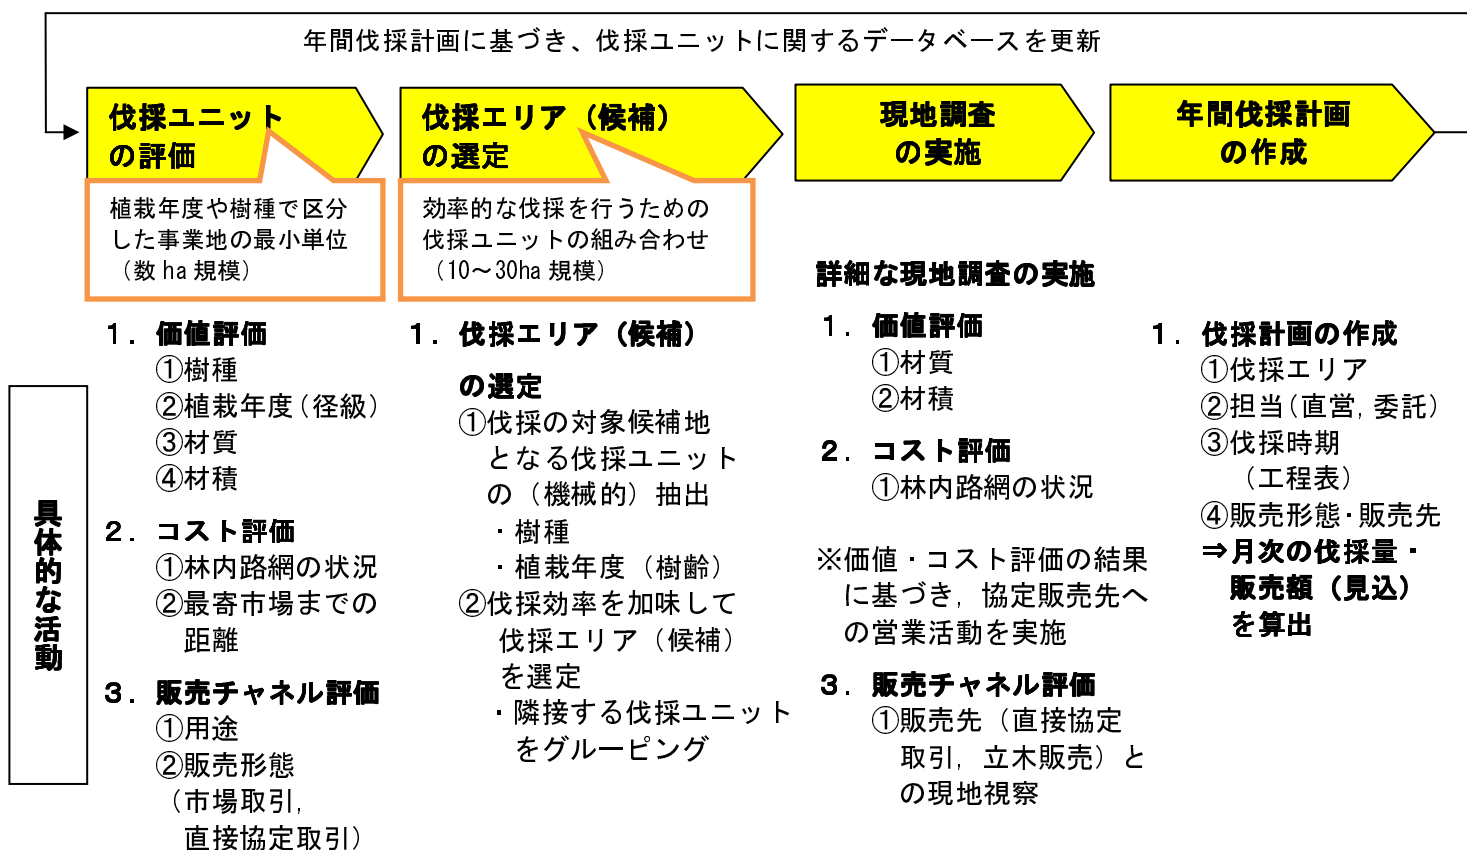 年間伐採計画に基づき、伐採ユニットに関するデータベースを更新
伐採ユニット
の評価
植栽年度や樹種で区分
した事業地の最小単位
（数 ha 規模）
伐採エリア（候補）
の選定
効率的な伐採を行うための
伐採ユニットの組み合わせ
（10～30ha 規模）
現地調査
の実施
年間伐採計画
の作成
具体的な活動
１．価値評価
①樹種
②植栽年度（径級）
③材質
④材積
２．コスト評価
①林内路網の状況
②最寄市場までの
距離
３．販売チャネル評価
①用途
②販売形態
（市場取引，
直接協定取引）
１．伐採エリア（候補）
の選定
①伐採の対象候補地
となる伐採ユニット
の（機械的）抽出
・樹種
・植栽年度（樹齢）
②伐採効率を加味して
伐採エリア（候補）
を選定
・隣接する伐採ユニット
をグルーピング
詳細な現地調査の実施
１．価値評価
①材質
②材積
２．コスト評価
①林内路網の状況
※価値・コスト評価の結果
に基づき，協定販売先へ
の営業活動を実施
３．販売チャネル評価
①販売先（直接協定
取引，立木販売）と
の現地視察
１．伐採計画の作成
①伐採エリア
②担当（直営，委託）
③伐採時期
（工程表）
④販売形態・販売先
⇒月次の伐採量・
販売額（見込）
を算出